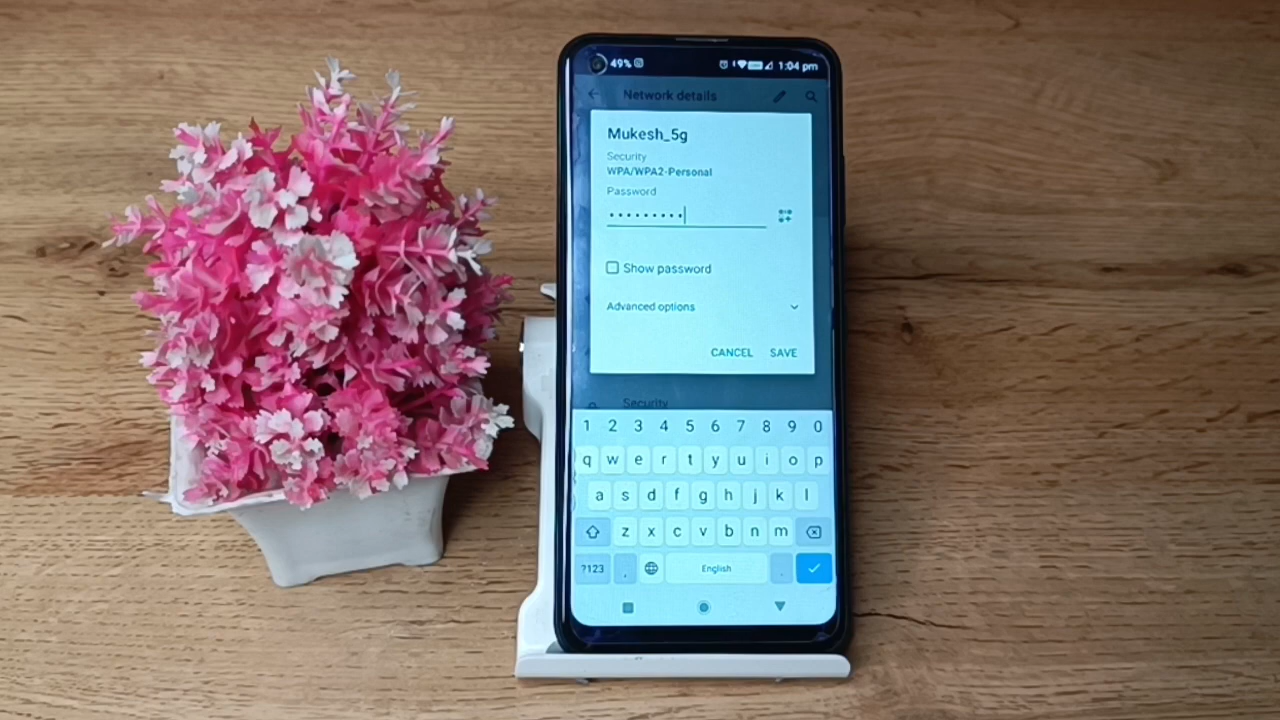 49% 1:04 pm
Network details
Mukesh_5g
Security
WPA/WPA2-Personal
Password
•••••••••
Show password
Advanced options
CANCEL SAVE
Security
1 2 3 4 5 6 7 8 9 0
q w e r t y u i o p
a s d f g h j k l
z x c v b n m
?123 , English .